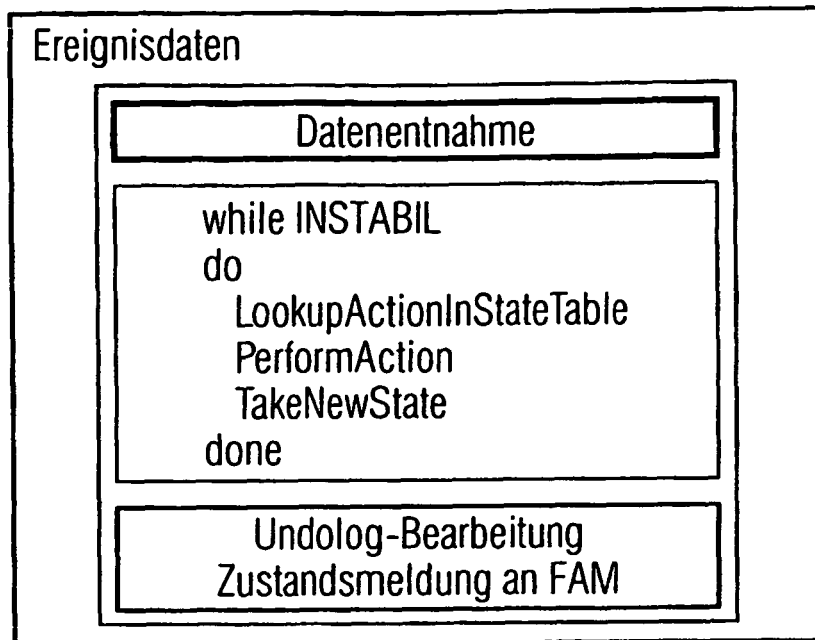 Ereignisdaten
Datenentnahme
while INSTABIL
do
LookupActionInStateTable
PerformAction
TakeNewState
done
Undolog-Bearbeitung
Zustandsmeldung an FAM